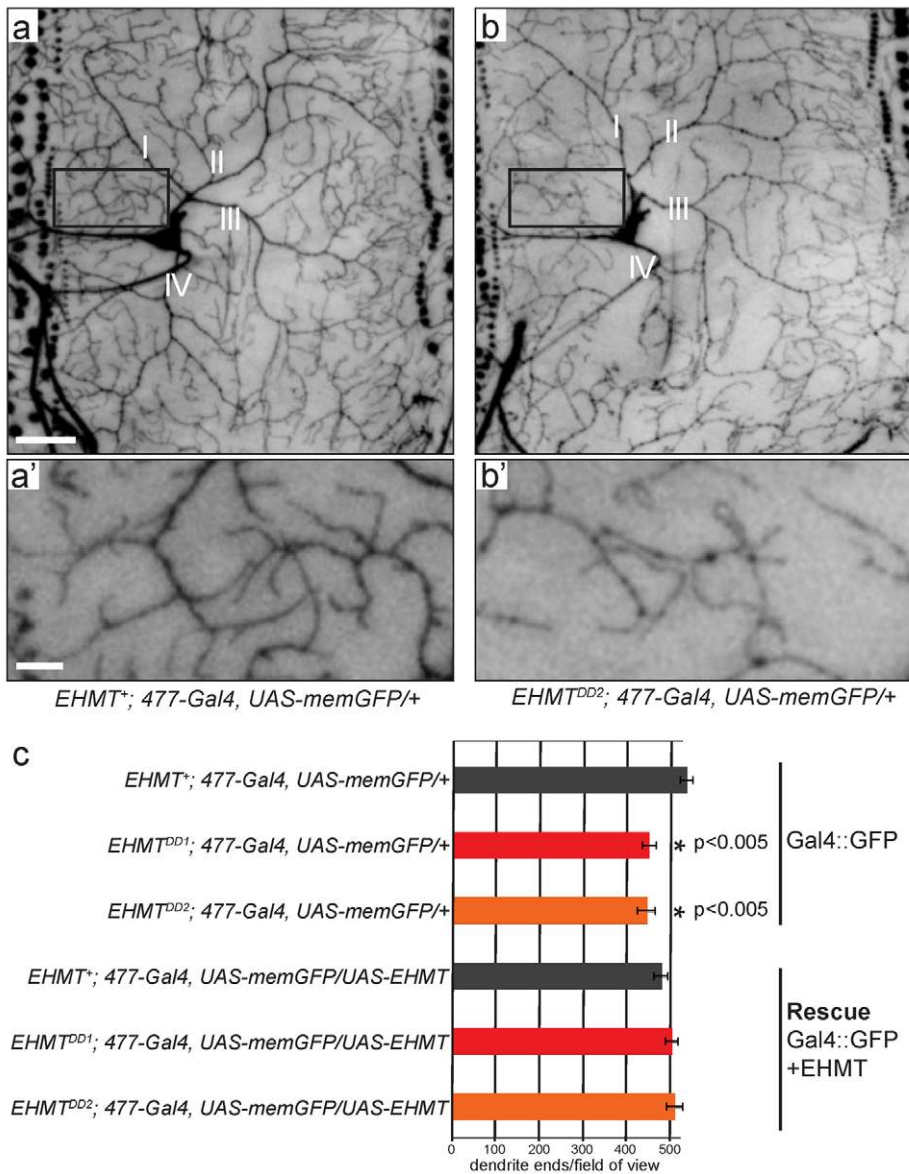 a
b
I
II
III
IV
I
II
III
IV
a'
b'
EHMT⁺; 477-Gal4, UAS-memGFP/+
EHMTᴰᴰ²; 477-Gal4, UAS-memGFP/+
c
EHMT⁺; 477-Gal4, UAS-memGFP/+
EHMTᴰᴰ¹; 477-Gal4, UAS-memGFP/+
* p<0.005
EHMTᴰᴰ²; 477-Gal4, UAS-memGFP/+
* p<0.005
Gal4::GFP
EHMT⁺; 477-Gal4, UAS-memGFP/UAS-EHMT
EHMTᴰᴰ¹; 477-Gal4, UAS-memGFP/UAS-EHMT
EHMTᴰᴰ²; 477-Gal4, UAS-memGFP/UAS-EHMT
Rescue
Gal4::GFP
+EHMT
0 100 200 300 400 500
dendrite ends/field of view